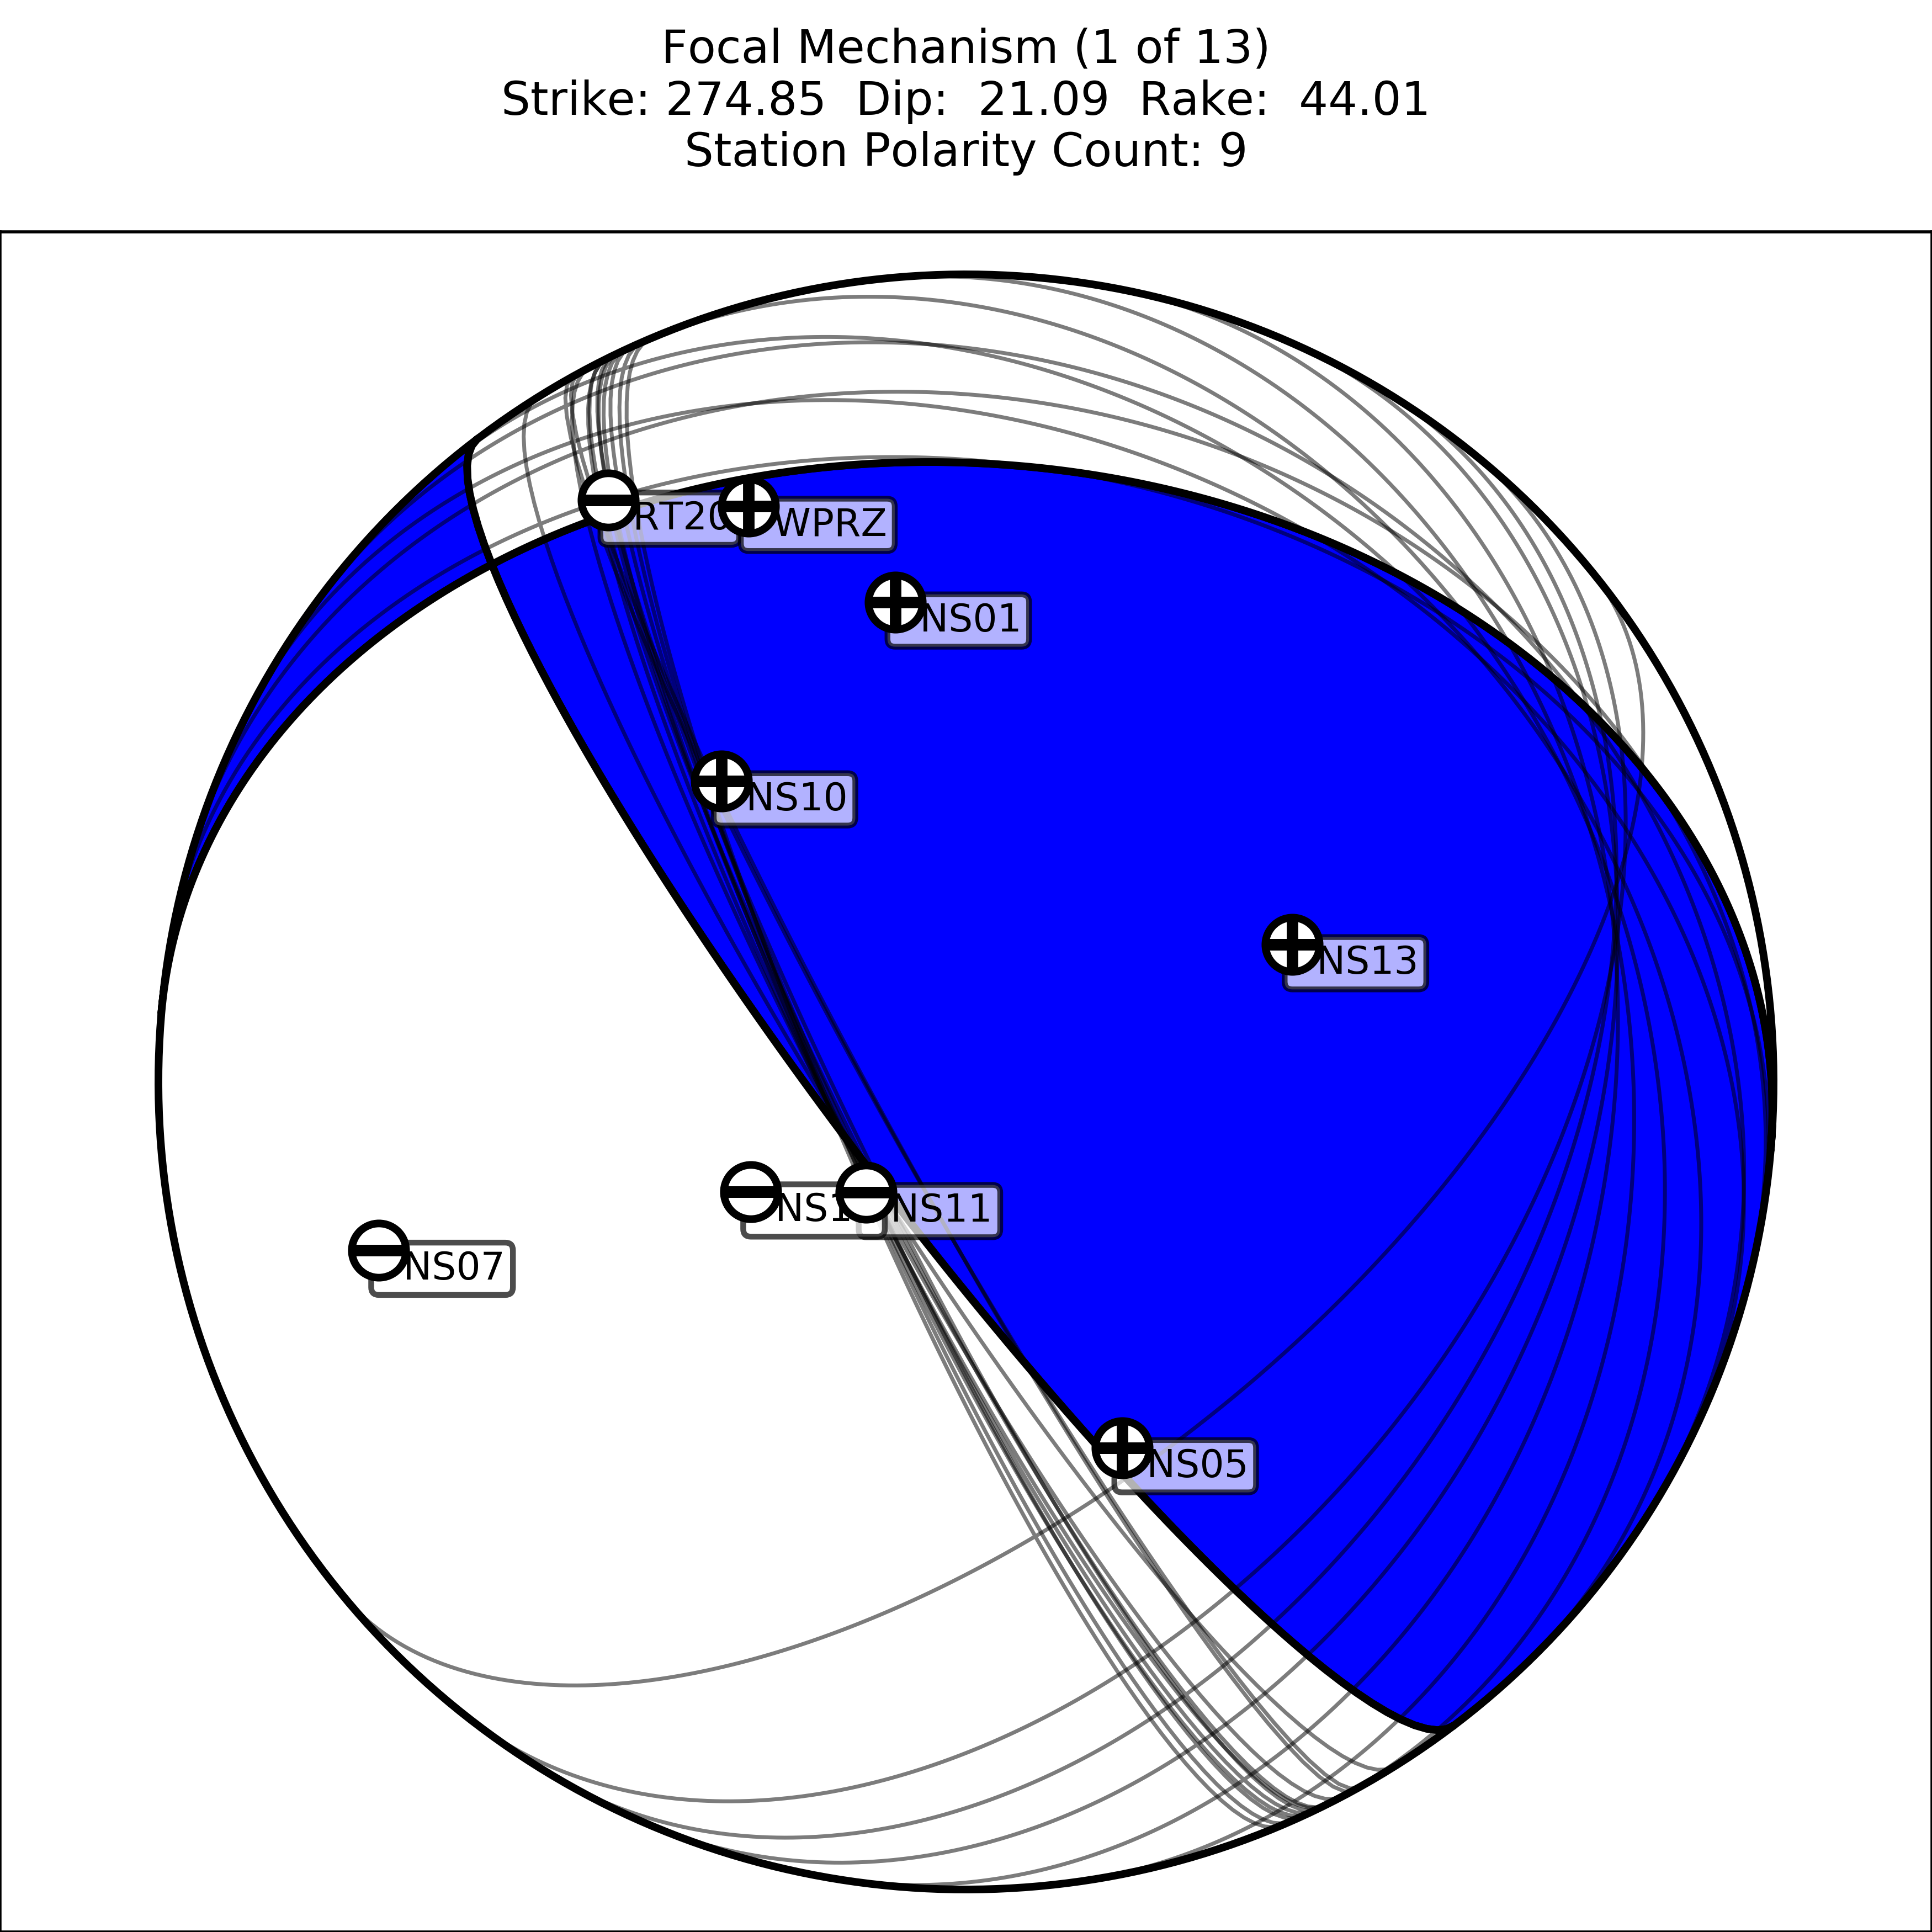 Focal Mechanism (1 of 13)
Strike: 274.85  Dip:  21.09  Rake:  44.01
Station Polarity Count: 9
WPRZ
NS01
NS10
NS13
NS11
NS07
NS05